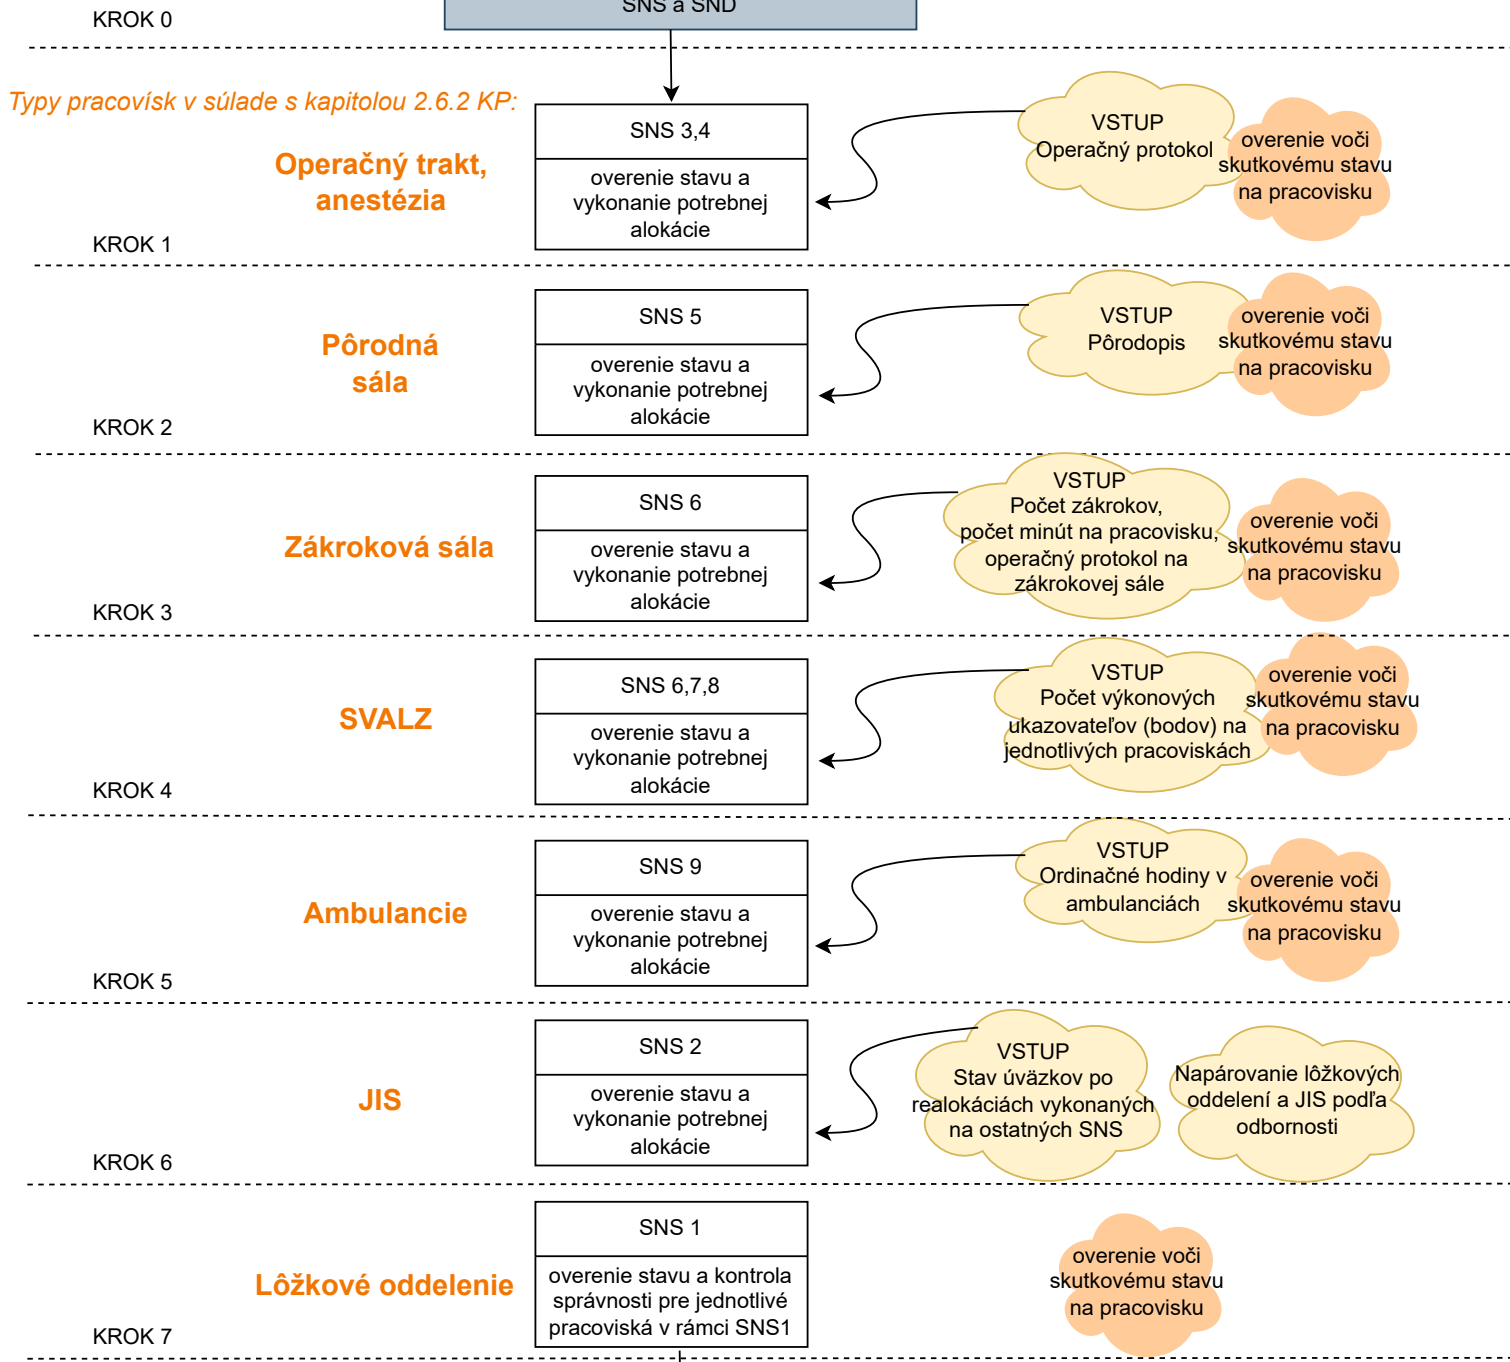 SNS a SND
KROK 0
Typy pracovísk v súlade s kapitolou 2.6.2 KP:
Operačný trakt,
anestézia
KROK 1
SNS 3,4
overenie stavu a
vykonanie potrebnej
alokácie
VSTUP
Operačný protokol
overenie voči
skutkovému stavu
na pracovisku
Pôrodná
sála
KROK 2
SNS 5
overenie stavu a
vykonanie potrebnej
alokácie
VSTUP
Pôrodopis
overenie voči
skutkovému stavu
na pracovisku
Zákroková sála
KROK 3
SNS 6
overenie stavu a
vykonanie potrebnej
alokácie
VSTUP
Počet zákrokov,
počet minút na pracovisku,
operačný protokol na
zákrokovej sále
overenie voči
skutkovému stavu
na pracovisku
SVALZ
KROK 4
SNS 6,7,8
overenie stavu a
vykonanie potrebnej
alokácie
VSTUP
Počet výkonových
ukazovateľov (bodov) na
jednotlivých pracoviskách
overenie voči
skutkovému stavu
na pracovisku
Ambulancie
KROK 5
SNS 9
overenie stavu a
vykonanie potrebnej
alokácie
VSTUP
Ordinačné hodiny v
ambulanciách
overenie voči
skutkovému stavu
na pracovisku
JIS
KROK 6
SNS 2
overenie stavu a
vykonanie potrebnej
alokácie
VSTUP
Stav úväzkov po
realokáciách vykonaných
na ostatných SNS
Napárovanie lôžkových
oddelení a JIS podľa
odbornosti
Lôžkové oddelenie
KROK 7
SNS 1
overenie stavu a kontrola
správnosti pre jednotlivé
pracoviská v rámci SNS1
overenie voči
skutkovému stavu
na pracovisku